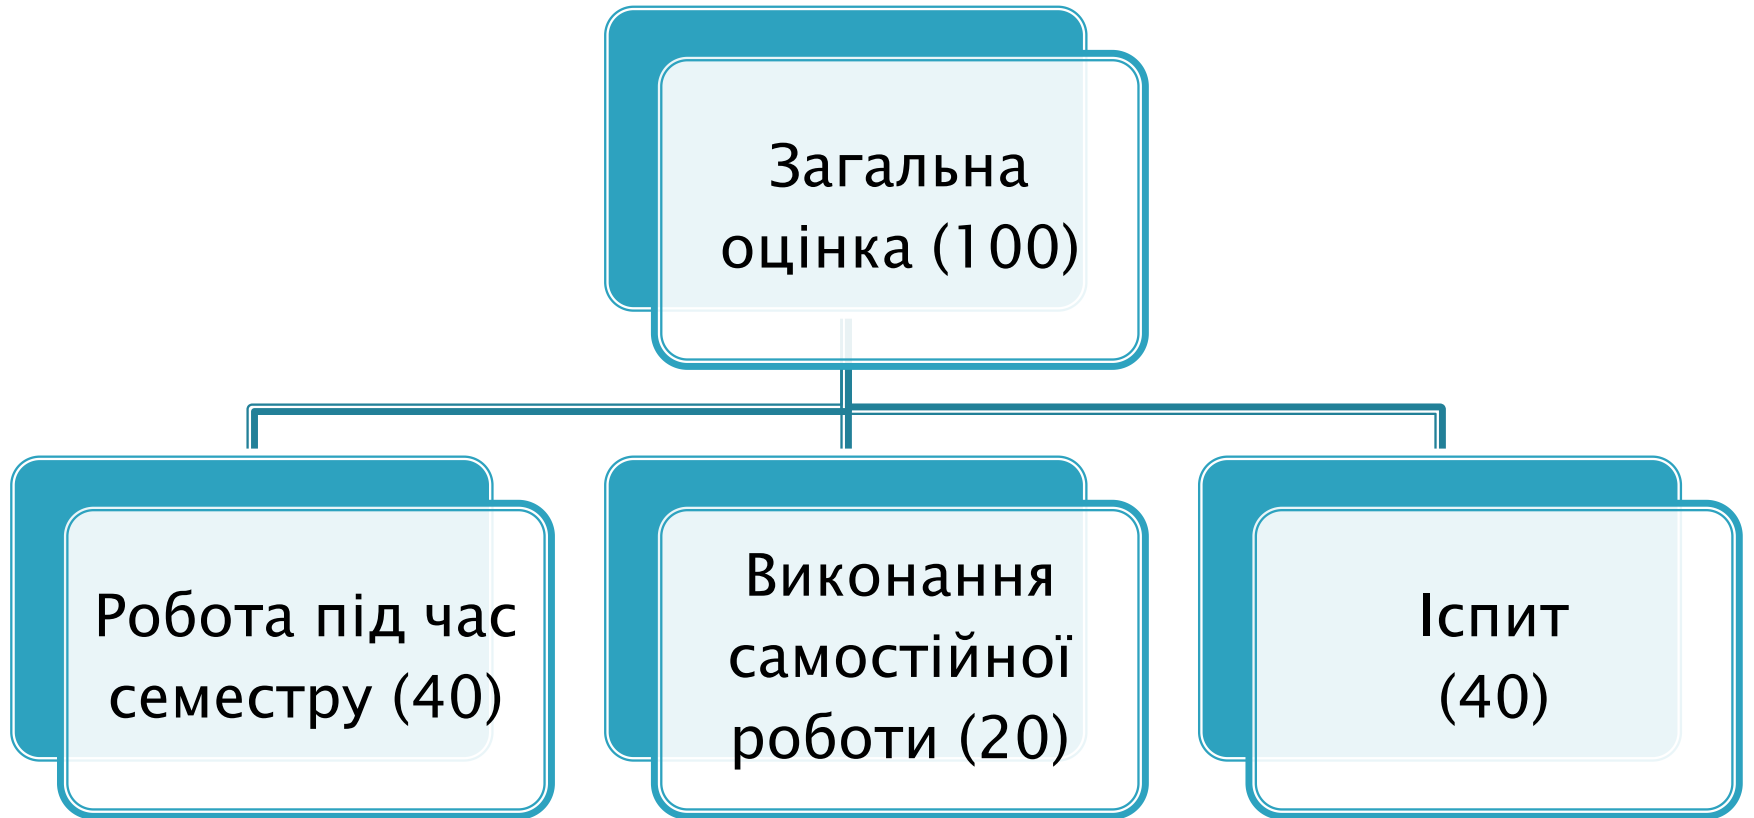 Загальна
оцінка (100)
Робота під час
семестру (40)
Виконання
самостійної
роботи (20)
Іспит
(40)